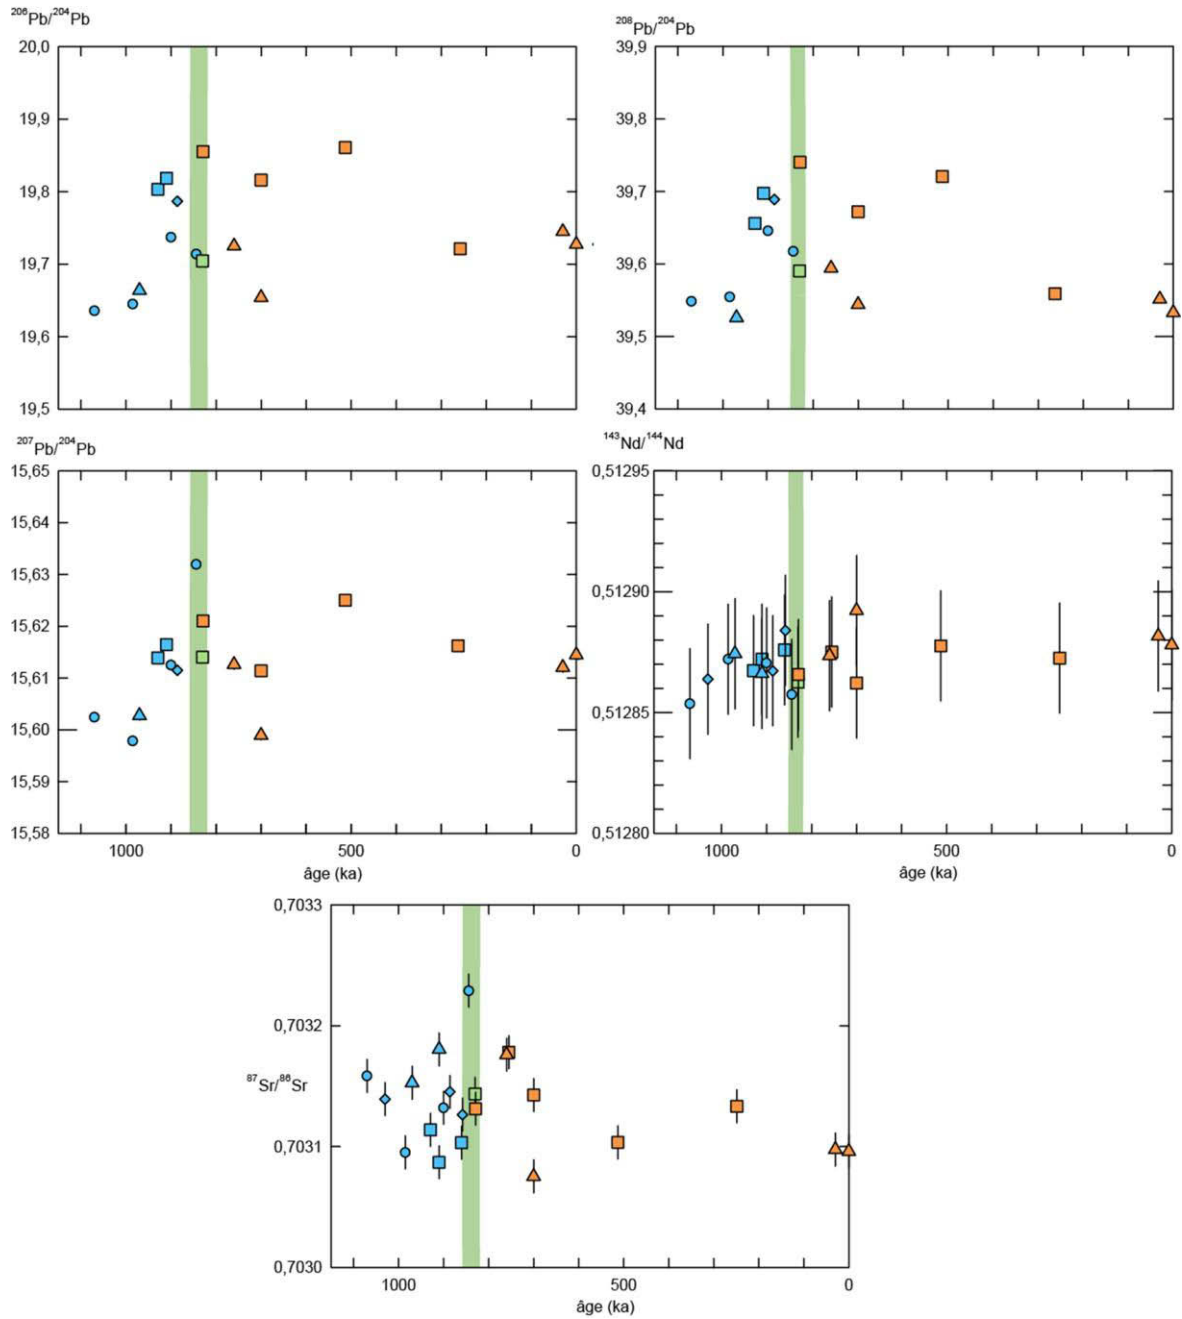 ²⁰⁶Pb/²⁰⁴Pb
20,0
19,9
19,8
19,7
19,6
19,5
²⁰⁸Pb/²⁰⁴Pb
39,9
39,8
39,7
39,6
39,5
39,4
²⁰⁷Pb/²⁰⁴Pb
15,65
15,64
15,63
15,62
15,61
15,60
15,59
15,58
1000 500 0
âge (ka)
¹⁴³Nd/¹⁴⁴Nd
0,51295
0,51290
0,51285
0,51280
1000 500 0
âge (ka)
0,7033
0,7032
⁸⁷Sr/⁸⁶Sr
0,7031
0,7030
1000 500 0
âge (ka)